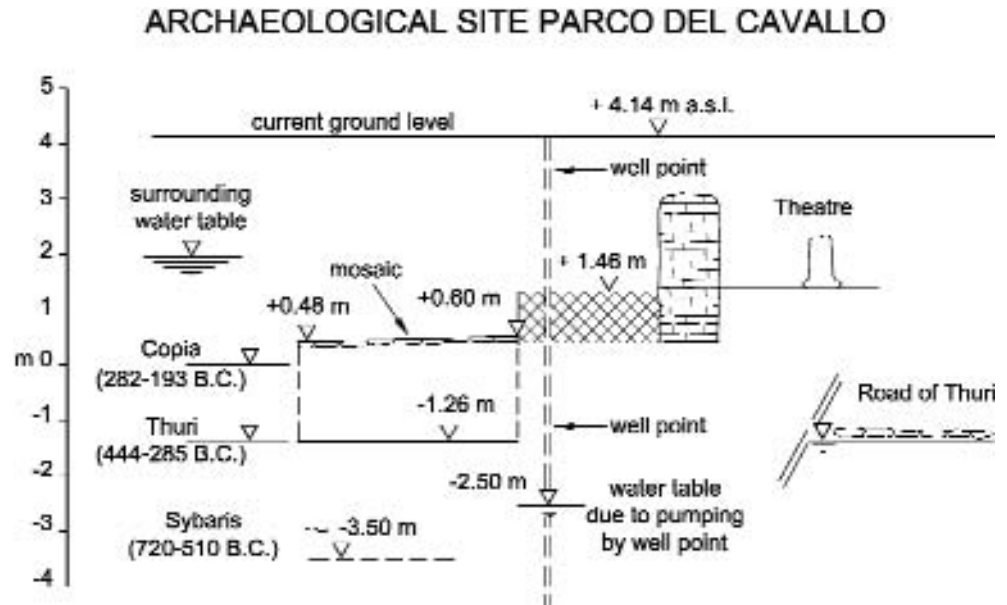 ARCHAEOLOGICAL SITE PARCO DEL CAVALLO
5
4
3
2
1
m 0
-1
-2
-3
-4
current ground level
+ 4.14 m a.s.l.
well point
surrounding
water table
Theatre
mosaic
+ 1.46 m
+0.48 m
+0.60 m
Copia
(282-193 B.C.)
-1.26 m
Road of Thuri
Thuri
(444-285 B.C.)
well point
-2.50 m
water table
due to pumping
by well point
Sybaris
(720-510 B.C.)
-3.50 m